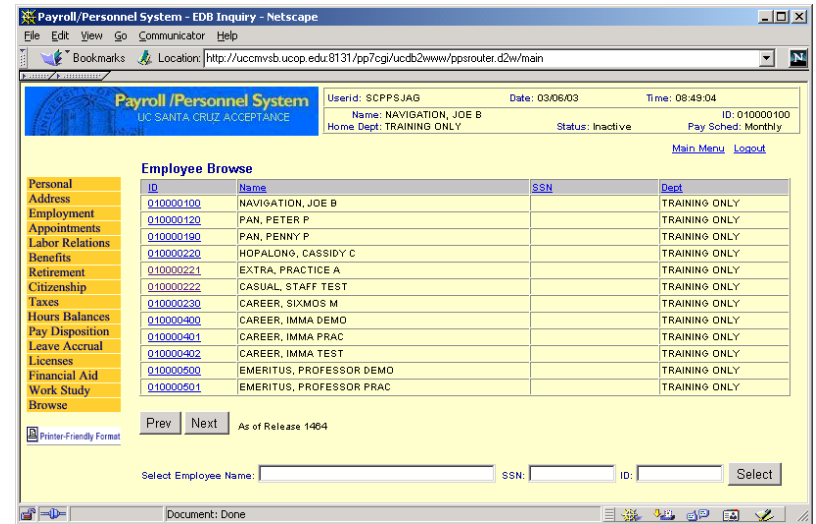 Payroll/Personnel System - EDB Inquiry - Netscape
File Edit View Go Communicator Help
Bookmarks Location: http://uccmvsb.ucop.edu:8131/pp7cgi/ucdb2www/ppsrouter.d2w/main N
Payroll /Personnel System
UC SANTA CRUZ ACCEPTANCE
Userid: SCPPSJAG Date: 03/06/03 Time: 08:49:04
Name: NAVIGATION, JOE B ID: 010000100
Home Dept: TRAINING ONLY Status: Inactive Pay Sched: Monthly
Main Menu Logout
Employee Browse
Personal
Address
Employment
Appointments
Labor Relations
Benefits
Retirement
Citizenship
Taxes
Hours Balances
Pay Disposition
Leave Accrual
Licenses
Financial Aid
Work Study
Browse
Printer-Friendly Format
ID Name SSN Dept
010000100 NAVIGATION, JOE B TRAINING ONLY
010000120 PAN, PETER P TRAINING ONLY
010000190 PAN, PENNY P TRAINING ONLY
010000220 HOPALONG, CASSIDY C TRAINING ONLY
010000221 EXTRA, PRACTICE A TRAINING ONLY
010000222 CASUAL, STAFF TEST TRAINING ONLY
010000230 CAREER, SIXMOS M TRAINING ONLY
010000400 CAREER, IMMA DEMO TRAINING ONLY
010000401 CAREER, IMMA PRAC TRAINING ONLY
010000402 CAREER, IMMA TEST TRAINING ONLY
010000500 EMERITUS, PROFESSOR DEMO TRAINING ONLY
010000501 EMERITUS, PROFESSOR PRAC TRAINING ONLY
Prev Next As of Release 1464
Select Employee Name: SSN: ID: Select
Document: Done